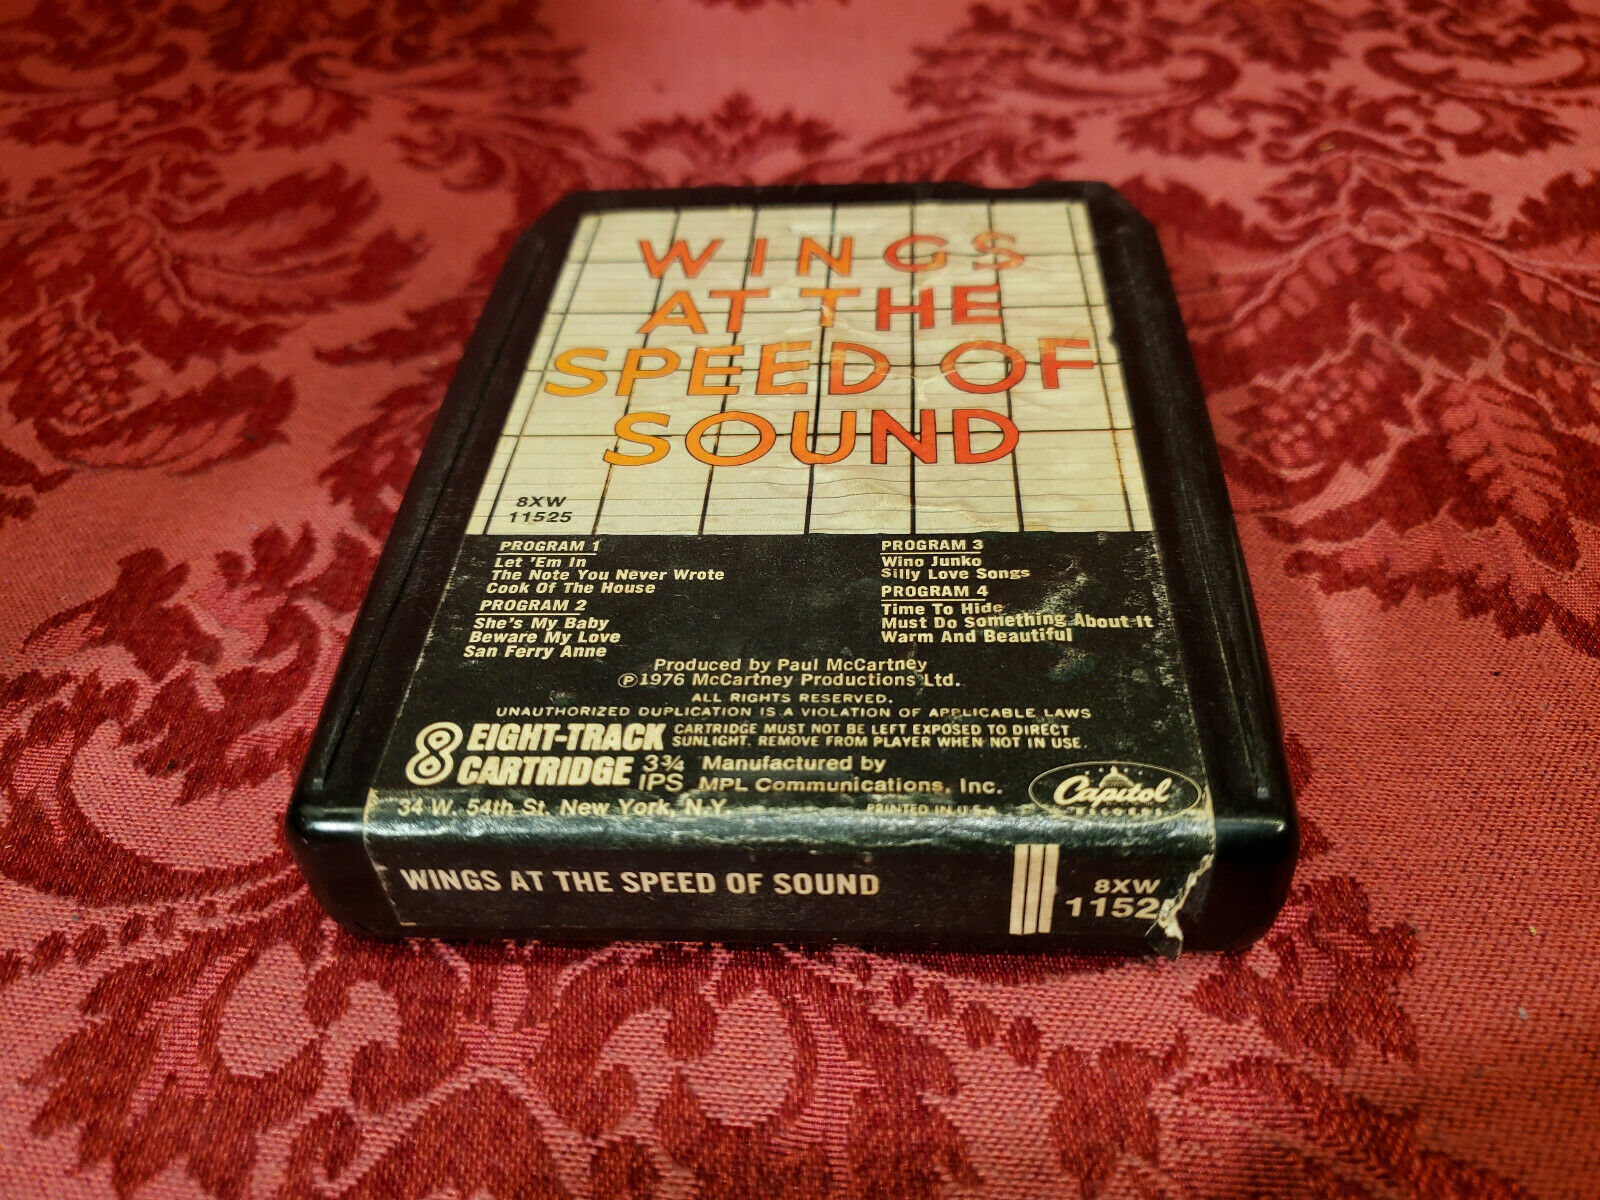 WINGS
AT THE
SPEED OF
SOUND
8XW
11525
PROGRAM 1
Let 'Em In
The Note You Never Wrote
Cook Of The House
PROGRAM 2
She's My Baby
Beware My Love
San Ferry Anne
PROGRAM 3
Wino Junko
Silly Love Songs
PROGRAM 4
Time To Hide
Must Do Something About It
Warm And Beautiful
Produced by Paul McCartney
℗1976 McCartney Productions Ltd.
ALL RIGHTS RESERVED.
UNAUTHORIZED DUPLICATION IS A VIOLATION OF APPLICABLE LAWS
8 EIGHT-TRACK
CARTRIDGE
CARTRIDGE MUST NOT BE LEFT EXPOSED TO DIRECT
SUNLIGHT. REMOVE FROM PLAYER WHEN NOT IN USE.
3¾
IPS
Manufactured by
MPL Communications, Inc.
Capitol
RECORDS
34 W. 54th St. New York, N.Y.
PRINTED IN U.S.A.
WINGS AT THE SPEED OF SOUND
8XW
1152